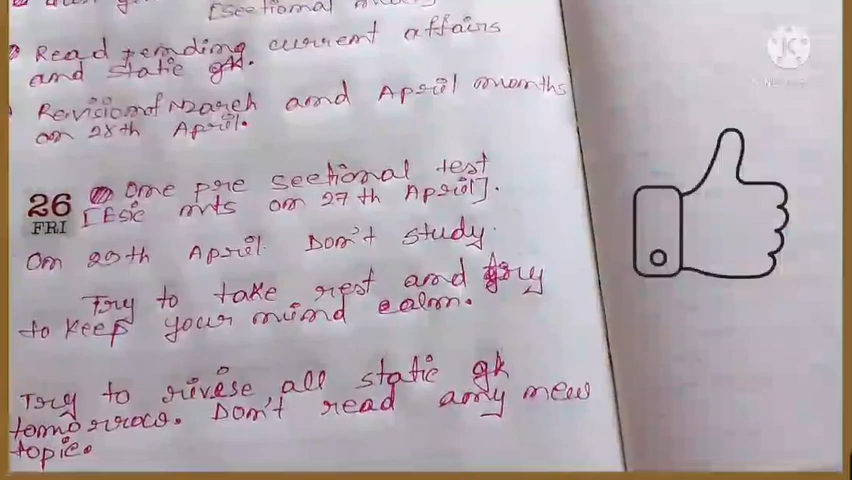 [Sectional
Read pending current affairs
and static gk.
Revision of March and April months
on 28th April.
One pre sectional test
26 [Esic mts on 27th April].
FRI
On 29th April. Don't study.
Try to take rest and try
to keep your mind calm.
Try to rivise all static gk
tomorrow. Don't read any new
topic.